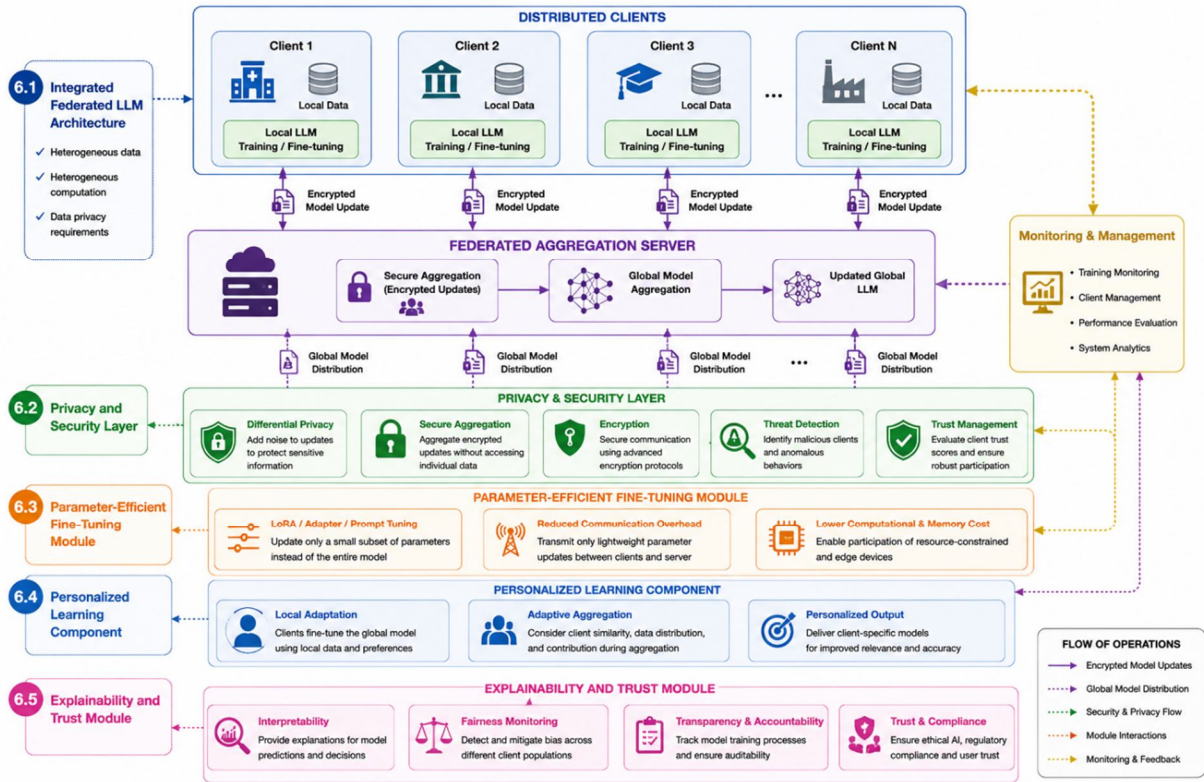 DISTRIBUTED CLIENTS
6.1
Integrated
Federated LLM
Architecture
Heterogeneous data
Heterogeneous
computation
Data privacy
requirements
Client 1
Local Data
Local LLM
Training / Fine-tuning
Client 2
Local Data
Local LLM
Training / Fine-tuning
Client 3
Local Data
Local LLM
Training / Fine-tuning
...
Client N
Local Data
Local LLM
Training / Fine-tuning
Encrypted
Model Update
Encrypted
Model Update
Encrypted
Model Update
Encrypted
Model Update
FEDERATED AGGREGATION SERVER
Secure Aggregation
(Encrypted Updates)
Global Model
Aggregation
Updated Global
LLM
Monitoring & Management
• Training Monitoring
• Client Management
• Performance Evaluation
• System Analytics
Global Model
Distribution
Global Model
Distribution
Global Model
Distribution
...
Global Model
Distribution
6.2
Privacy and
Security Layer
PRIVACY & SECURITY LAYER
Differential Privacy
Add noise to updates
to protect sensitive
information
Secure Aggregation
Aggregate encrypted
updates without accessing
individual data
Encryption
Secure communication
using advanced
encryption protocols
Threat Detection
Identify malicious clients
and anomalous
behaviors
Trust Management
Evaluate client trust
scores and ensure
robust participation
6.3
Parameter-Efficient
Fine-Tuning
Module
PARAMETER-EFFICIENT FINE-TUNING MODULE
LoRA / Adapter / Prompt Tuning
Update only a small subset of parameters
instead of the entire model
Reduced Communication Overhead
Transmit only lightweight parameter
updates between clients and server
Lower Computational & Memory Cost
Enable participation of resource-constrained
and edge devices
6.4
Personalized
Learning
Component
PERSONALIZED LEARNING COMPONENT
Local Adaptation
Clients fine-tune the global model
using local data and preferences
Adaptive Aggregation
Consider client similarity, data distribution,
and contribution during aggregation
Personalized Output
Deliver client-specific models
for improved relevance and accuracy
6.5
Explainability and
Trust Module
EXPLAINABILITY AND TRUST MODULE
Interpretability
Provide explanations for model
predictions and decisions
Fairness Monitoring
Detect and mitigate bias across
different client populations
Transparency & Accountability
Track model training processes
and ensure auditability
Trust & Compliance
Ensure ethical AI, regulatory
compliance and user trust
FLOW OF OPERATIONS
Encrypted Model Updates
Global Model Distribution
Security & Privacy Flow
Module Interactions
Monitoring & Feedback